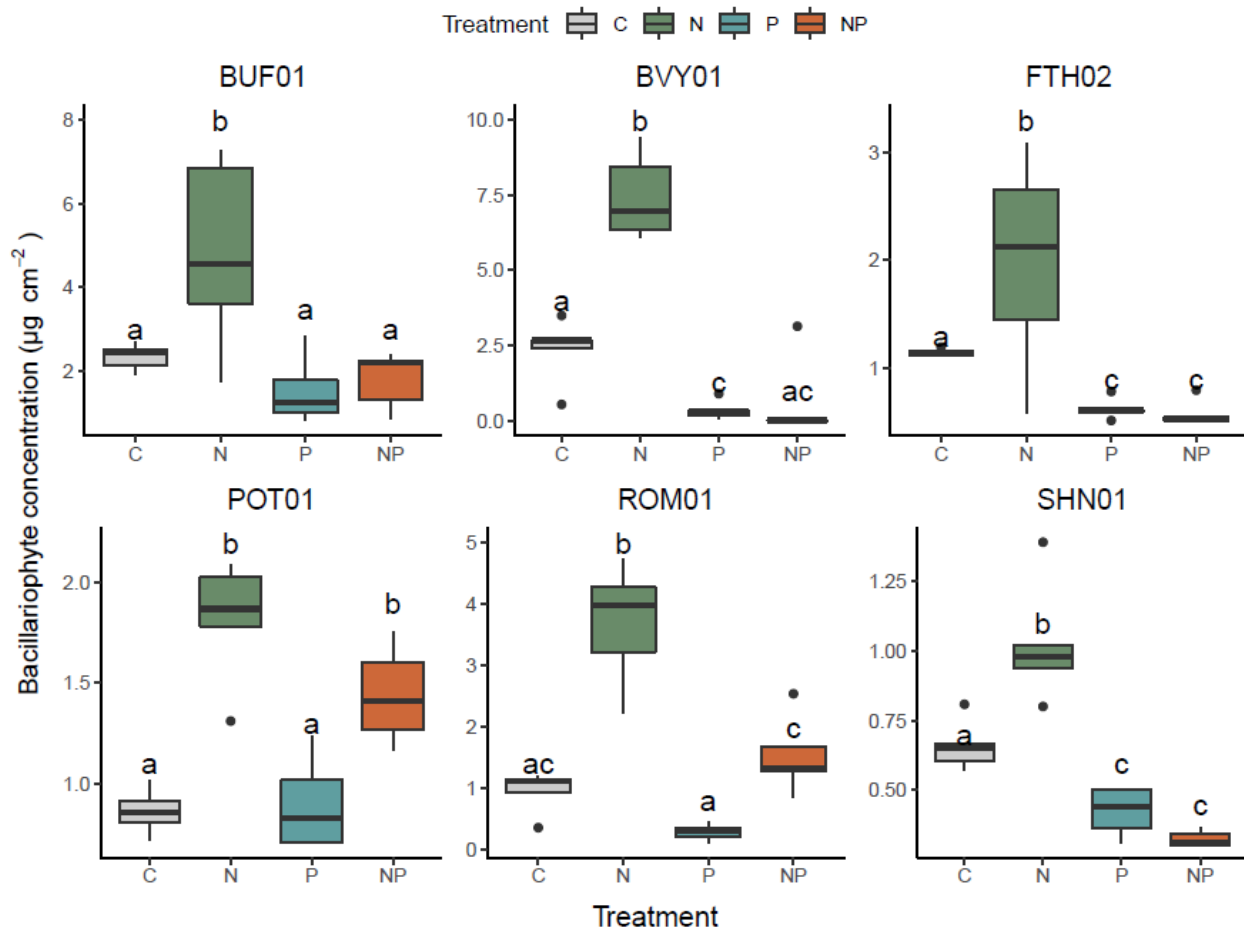 Treatment C N P NP
BUF01 BVY01 FTH02
8
6
4
2
b
a
a
a
C N P NP
10.0
7.5
5.0
2.5
0.0
a
b
c
ac
C N P NP
3
2
1
a
b
c
c
C N P NP
Bacillariophyte concentration (µg cm⁻²)
POT01 ROM01 SHN01
2.0
1.5
1.0
a
b
a
b
C N P NP
5
4
3
2
1
0
ac
b
a
c
C N P NP
1.25
1.00
0.75
0.50
a
b
c
c
C N P NP
Treatment